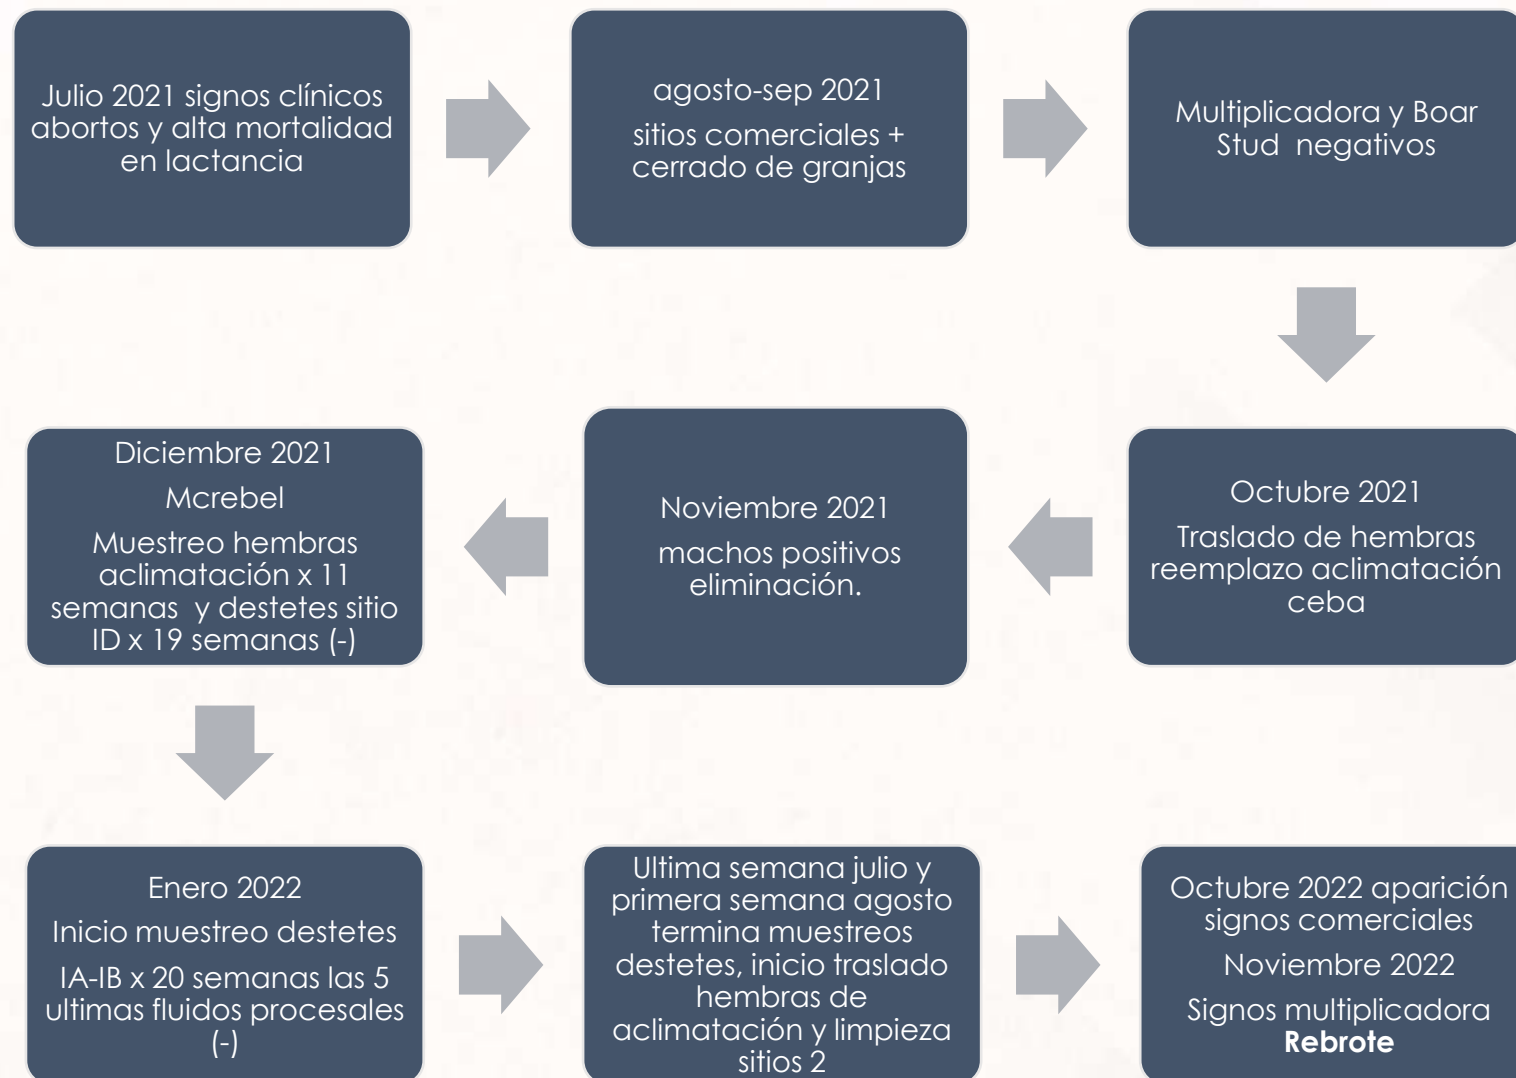 Julio 2021 signos clínicos
abortos y alta mortalidad
en lactancia
agosto-sep 2021
sitios comerciales +
cerrado de granjas
Multiplicadora y Boar
Stud negativos
Octubre 2021
Traslado de hembras
reemplazo aclimatación
ceba
Noviembre 2021
machos positivos
eliminación.
Diciembre 2021
Mcrebel
Muestreo hembras
aclimatación x 11
semanas y destetes sitio
ID x 19 semanas (-)
Enero 2022
Inicio muestreo destetes
IA-IB x 20 semanas las 5
ultimas fluidos procesales
(-)
Ultima semana julio y
primera semana agosto
termina muestreos
destetes, inicio traslado
hembras de
aclimatación y limpieza
sitios 2
Octubre 2022 aparición
signos comerciales
Noviembre 2022
Signos multiplicadora
Rebrote